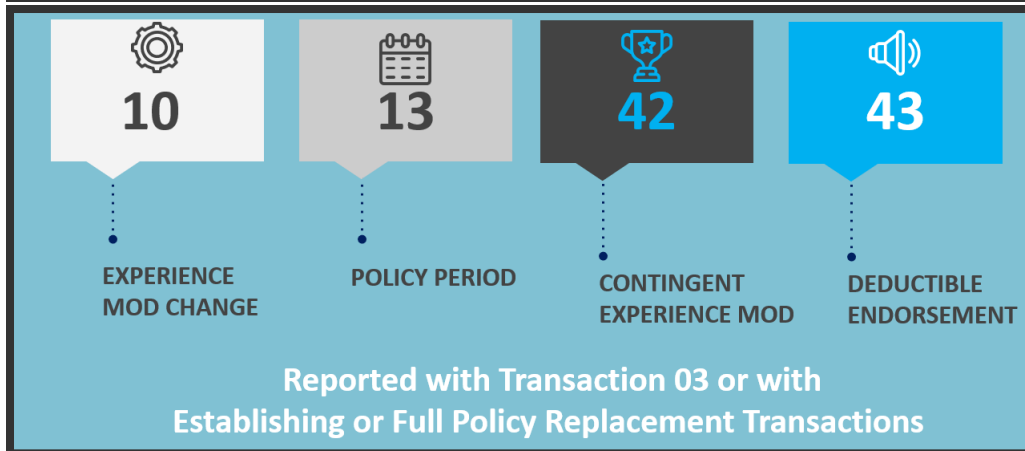 10
13
42
43
EXPERIENCE
MOD CHANGE
POLICY PERIOD
CONTINGENT
EXPERIENCE MOD
DEDUCTIBLE
ENDORSEMENT
Reported with Transaction 03 or with
Establishing or Full Policy Replacement Transactions